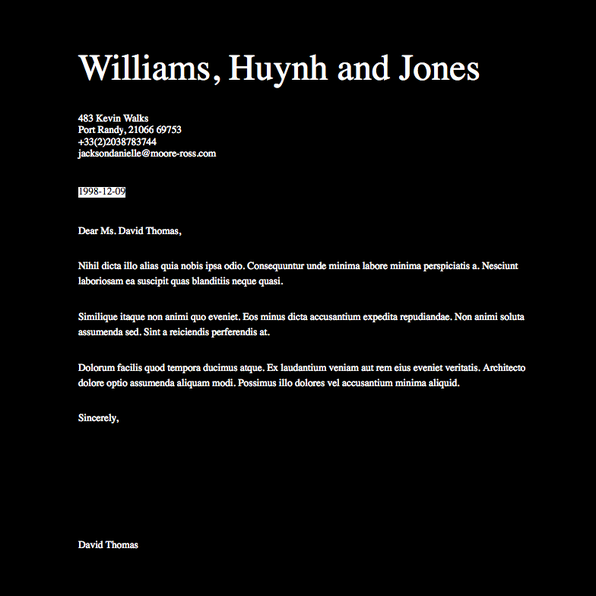 Williams, Huynh and Jones
483 Kevin Walks
Port Randy, 21066 69753
+33(2)2038783744
jacksondanielle@moore-ross.com
1998-12-09
Dear Ms. David Thomas,
Nihil dicta illo alias quia nobis ipsa odio. Consequuntur unde minima labore minima perspiciatis a. Nesciunt
laboriosam ea suscipit quas blanditiis neque quasi.
Similique itaque non animi quo eveniet. Eos minus dicta accusantium expedita repudiandae. Non animi soluta
assumenda sed. Sint a reiciendis perferendis at.
Dolorum facilis quod tempora ducimus atque. Ex laudantium veniam aut rem eius eveniet veritatis. Architecto
dolore optio assumenda aliquam modi. Possimus illo dolores vel accusantium minima aliquid.
Sincerely,
David Thomas